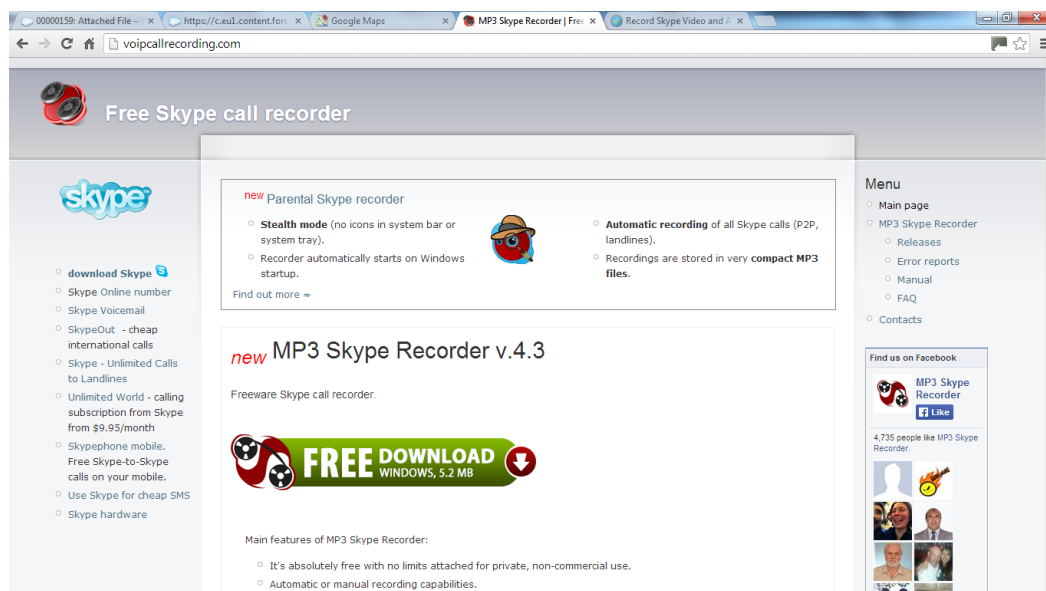 00000159: Attached File –
https://c.eu1.content.forc
Google Maps
MP3 Skype Recorder | Free
Record Skype Video and A
voipcallrecording.com
Free Skype call recorder
skype
download Skype
Skype Online number
Skype Voicemail
SkypeOut - cheap
international calls
Skype - Unlimited Calls
to Landlines
Unlimited World - calling
subscription from Skype
from $9.95/month
Skypephone mobile.
Free Skype-to-Skype
calls on your mobile.
Use Skype for cheap SMS
Skype hardware
new Parental Skype recorder
Stealth mode (no icons in system bar or
system tray).
Recorder automatically starts on Windows
startup.
Automatic recording of all Skype calls (P2P,
landlines).
Recordings are stored in very compact MP3
files.
Find out more ⇒
new MP3 Skype Recorder v.4.3
Freeware Skype call recorder.
FREE DOWNLOAD
WINDOWS, 5.2 MB
Main features of MP3 Skype Recorder:
It's absolutely free with no limits attached for private, non-commercial use.
Automatic or manual recording capabilities.
Menu
Main page
MP3 Skype Recorder
Releases
Error reports
Manual
FAQ
Contacts
Find us on Facebook
MP3 Skype
Recorder
Like
4,735 people like MP3 Skype
Recorder.